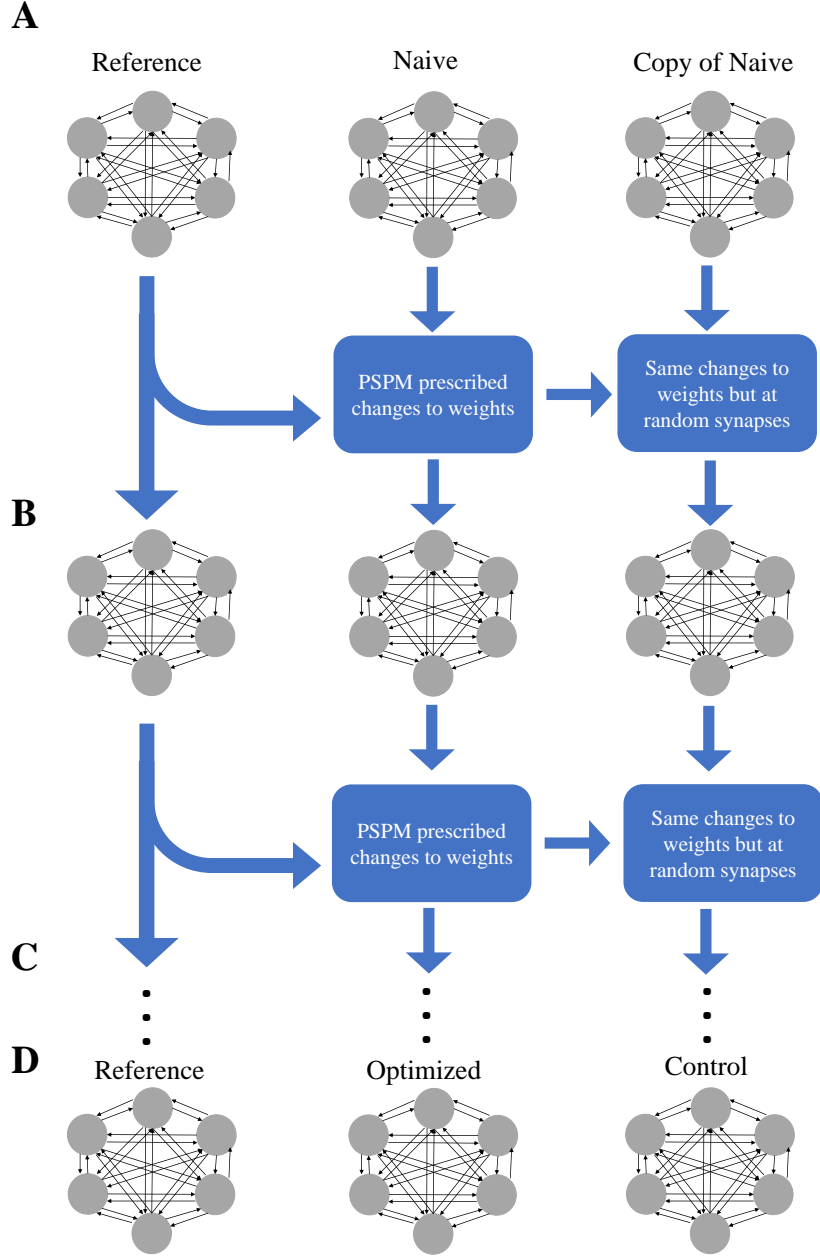 A
Reference
Naive
Copy of Naive
PSPM prescribed
changes to weights
Same changes to
weights but at
random synapses
B
PSPM prescribed
changes to weights
Same changes to
weights but at
random synapses
C
D
Reference
Optimized
Control